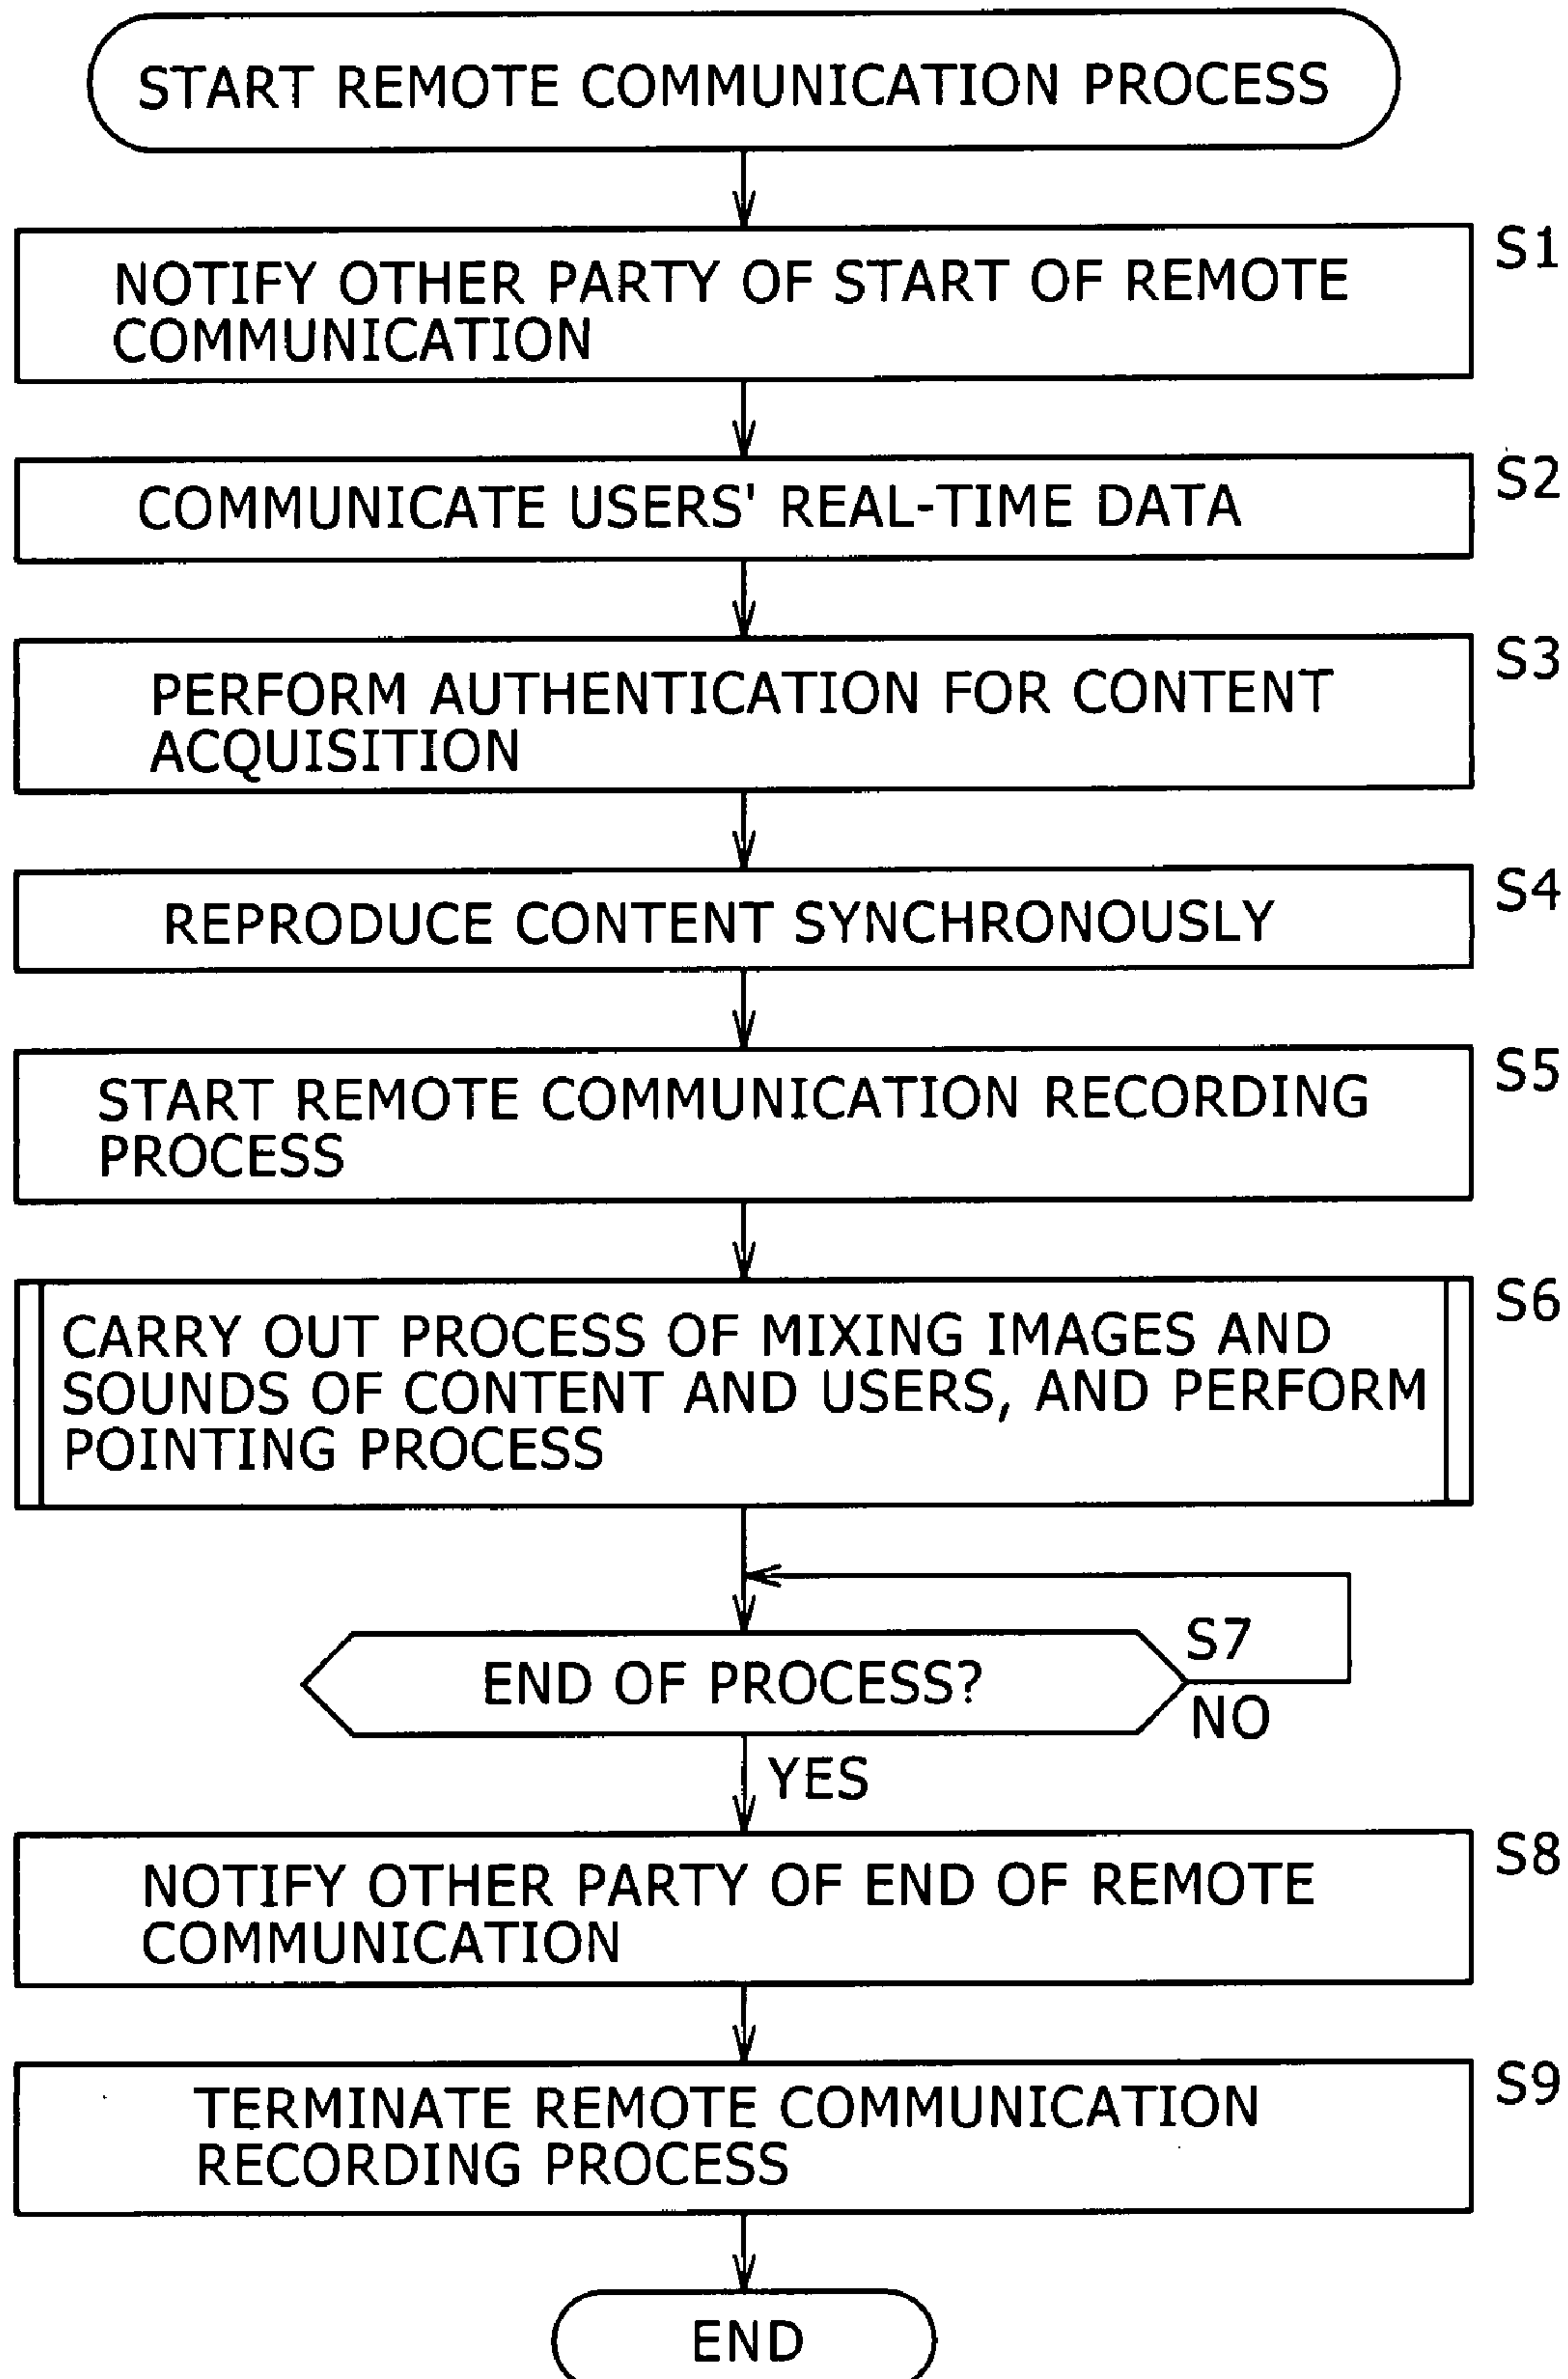 START REMOTE COMMUNICATION PROCESS
S1
NOTIFY OTHER PARTY OF START OF REMOTE
COMMUNICATION
S2
COMMUNICATE USERS' REAL-TIME DATA
S3
PERFORM AUTHENTICATION FOR CONTENT
ACQUISITION
S4
REPRODUCE CONTENT SYNCHRONOUSLY
S5
START REMOTE COMMUNICATION RECORDING
PROCESS
S6
CARRY OUT PROCESS OF MIXING IMAGES AND
SOUNDS OF CONTENT AND USERS, AND PERFORM
POINTING PROCESS
S7
END OF PROCESS?
NO
YES
S8
NOTIFY OTHER PARTY OF END OF REMOTE
COMMUNICATION
S9
TERMINATE REMOTE COMMUNICATION
RECORDING PROCESS
END